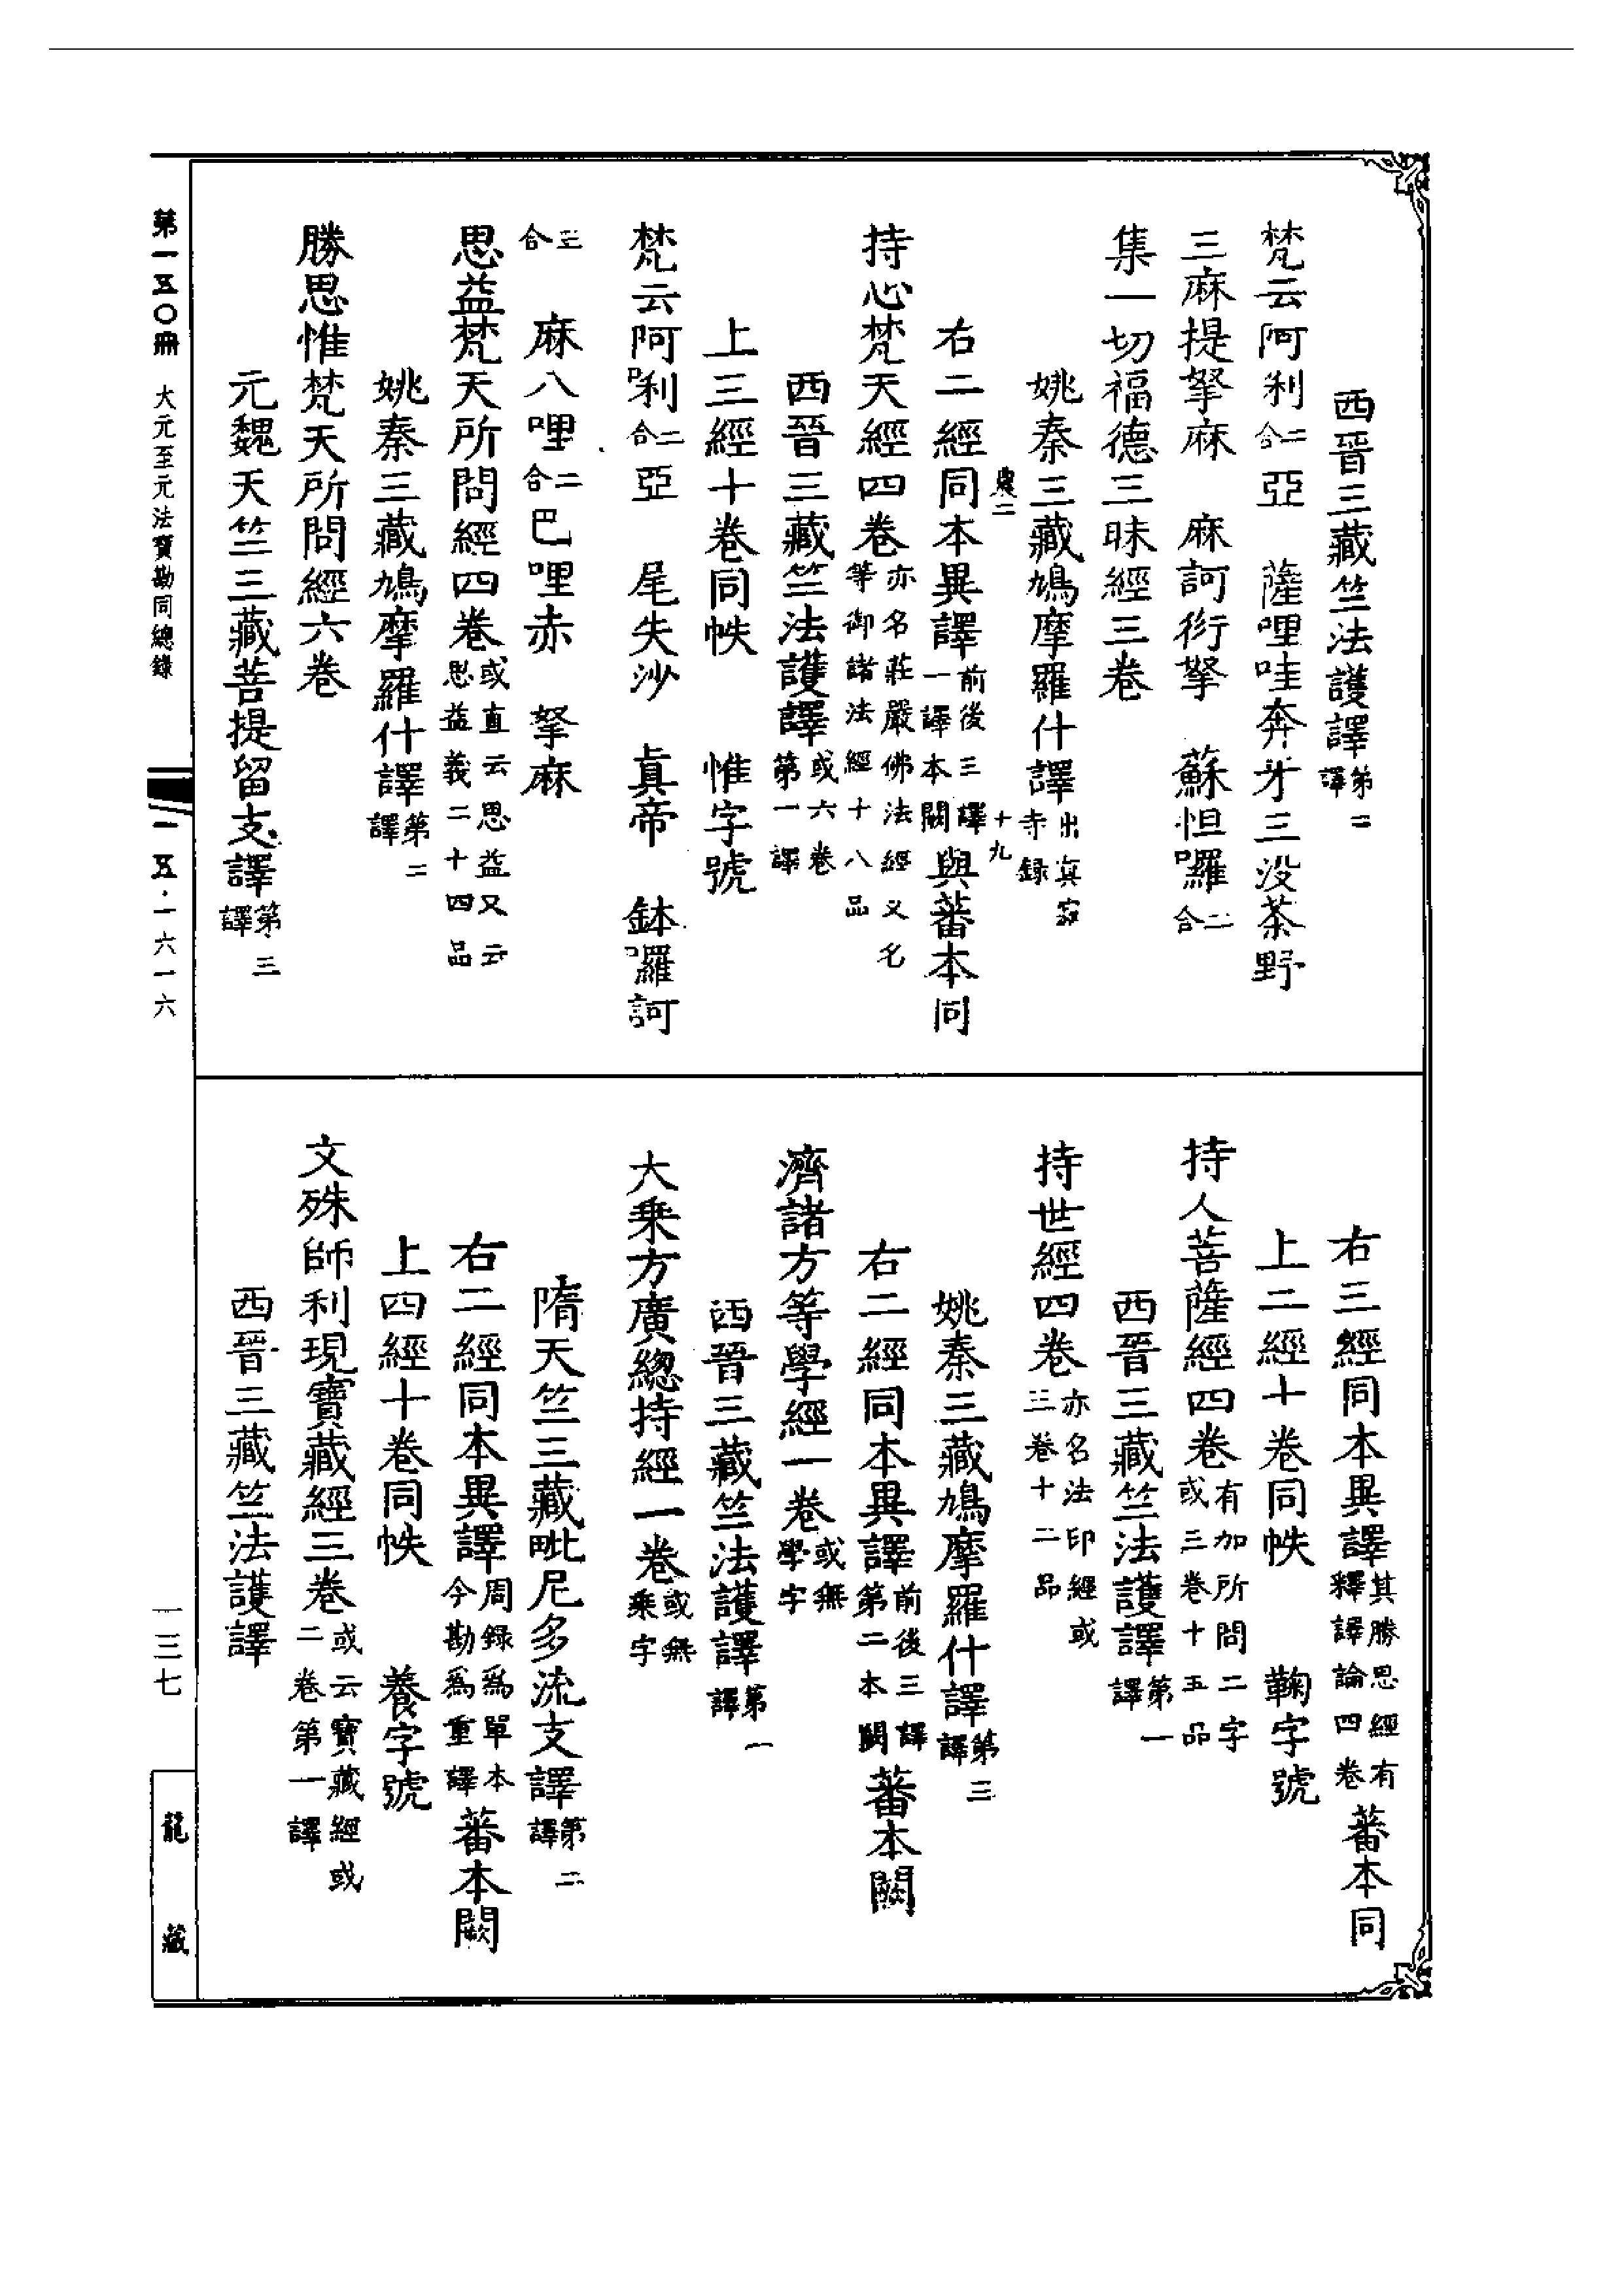 西晉三藏竺法護譯第二譯
梵云阿利二合亞　薩哩哇奔牙三没茶野
三麻提拏麻　麻訶衍拏　蘇怛囉二合
集一切福德三昧經三卷
姚秦三藏鳩摩羅什譯出真寂寺録
農二　十九
右二經同本異譯前後三譯一譯本闕與蕃本同
持心梵天經四卷亦名莊嚴佛法經又名等御諸法經十八品
西晉三藏竺法護譯或六卷第一譯
上三經十卷同帙　惟字號
梵云阿利二合亞　尾失沙　真帝　鉢囉訶
三合　麻八哩二合巴哩赤　拏麻
思益梵天所問經四卷或直云思益又云思益義二十四品
姚秦三藏鳩摩羅什譯第二譯
勝思惟梵天所問經六卷
元魏天竺三藏菩提留支譯第三譯
右三經同本異譯其勝思經有釋譯論四卷蕃本同
上二經十卷同帙　鞠字號
持人菩薩經四卷有加所問二字或三卷十五品
西晉三藏竺法護譯第一譯
持世經四卷亦名法印經或三卷十二品
姚秦三藏鳩摩羅什譯第三譯
右二經同本異譯前後三譯第二本闕蕃本闕
濟諸方等學經一卷或無學字
西晉三藏竺法護譯第一譯
大乗方廣總持經一卷或無乗字
隋天竺三藏毗尼多流支譯第二譯
右二經同本異譯周録爲單本今勘爲重譯蕃本闕
上四經十卷同帙　養字號
文殊師利現寶藏經三卷或云寶藏經或二卷第一譯
西晉三藏竺法護譯
第一五〇冊　大元至元法寶勘同總錄
一五・一六一六
一三七
龍藏